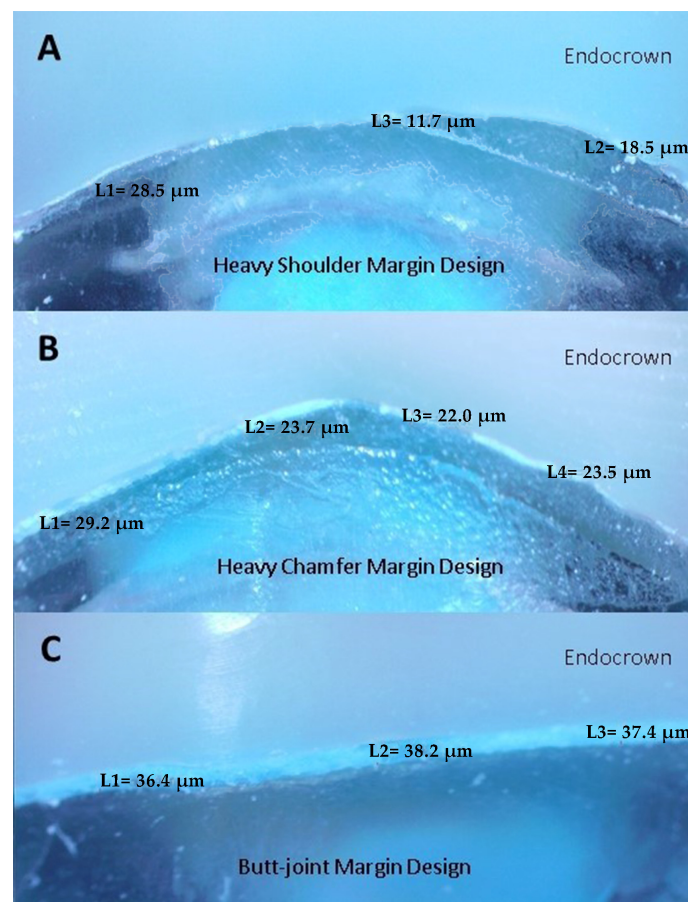 A
Endocrown
L3= 11.7 μm
L2= 18.5 μm
L1= 28.5 μm
Heavy Shoulder Margin Design
B
Endocrown
L3= 22.0 μm
L2= 23.7 μm
L4= 23.5 μm
L1= 29.2 μm
Heavy Chamfer Margin Design
C
Endocrown
L3= 37.4 μm
L2= 38.2 μm
L1= 36.4 μm
Butt-joint Margin Design